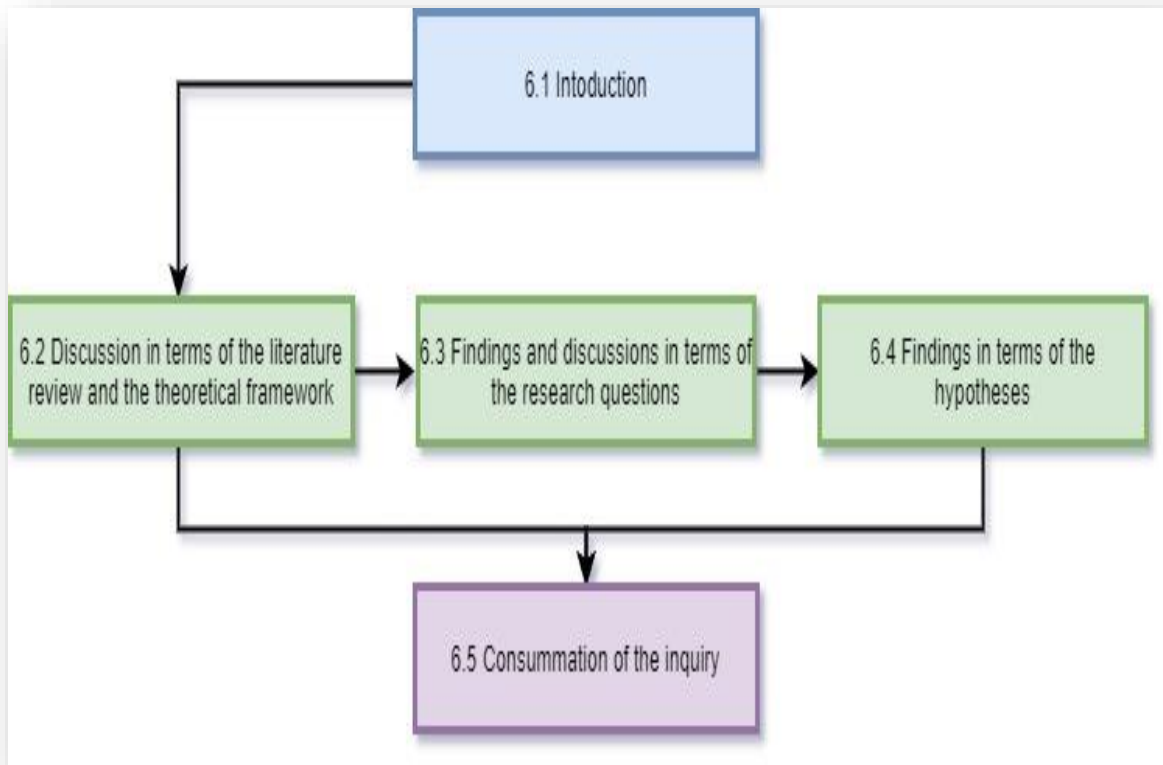 6.1 Intoduction
6.2 Discussion in terms of the literature
review and the theoretical framework
6.3 Findings and discussions in terms of
the research questions
6.4 Findings in terms of the
hypotheses
6.5 Consummation of the inquiry